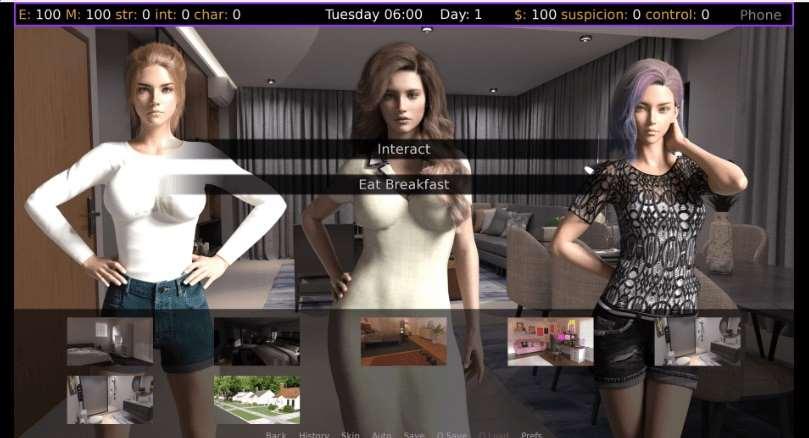 E: 100 M: 100 str: 0 int: 0 char: 0 Tuesday 06:00 Day: 1 $: 100 suspicion: 0 control: 0 Phone
Interact
Eat Breakfast
Back History Skip Auto Save Q.Save Q.Load Prefs